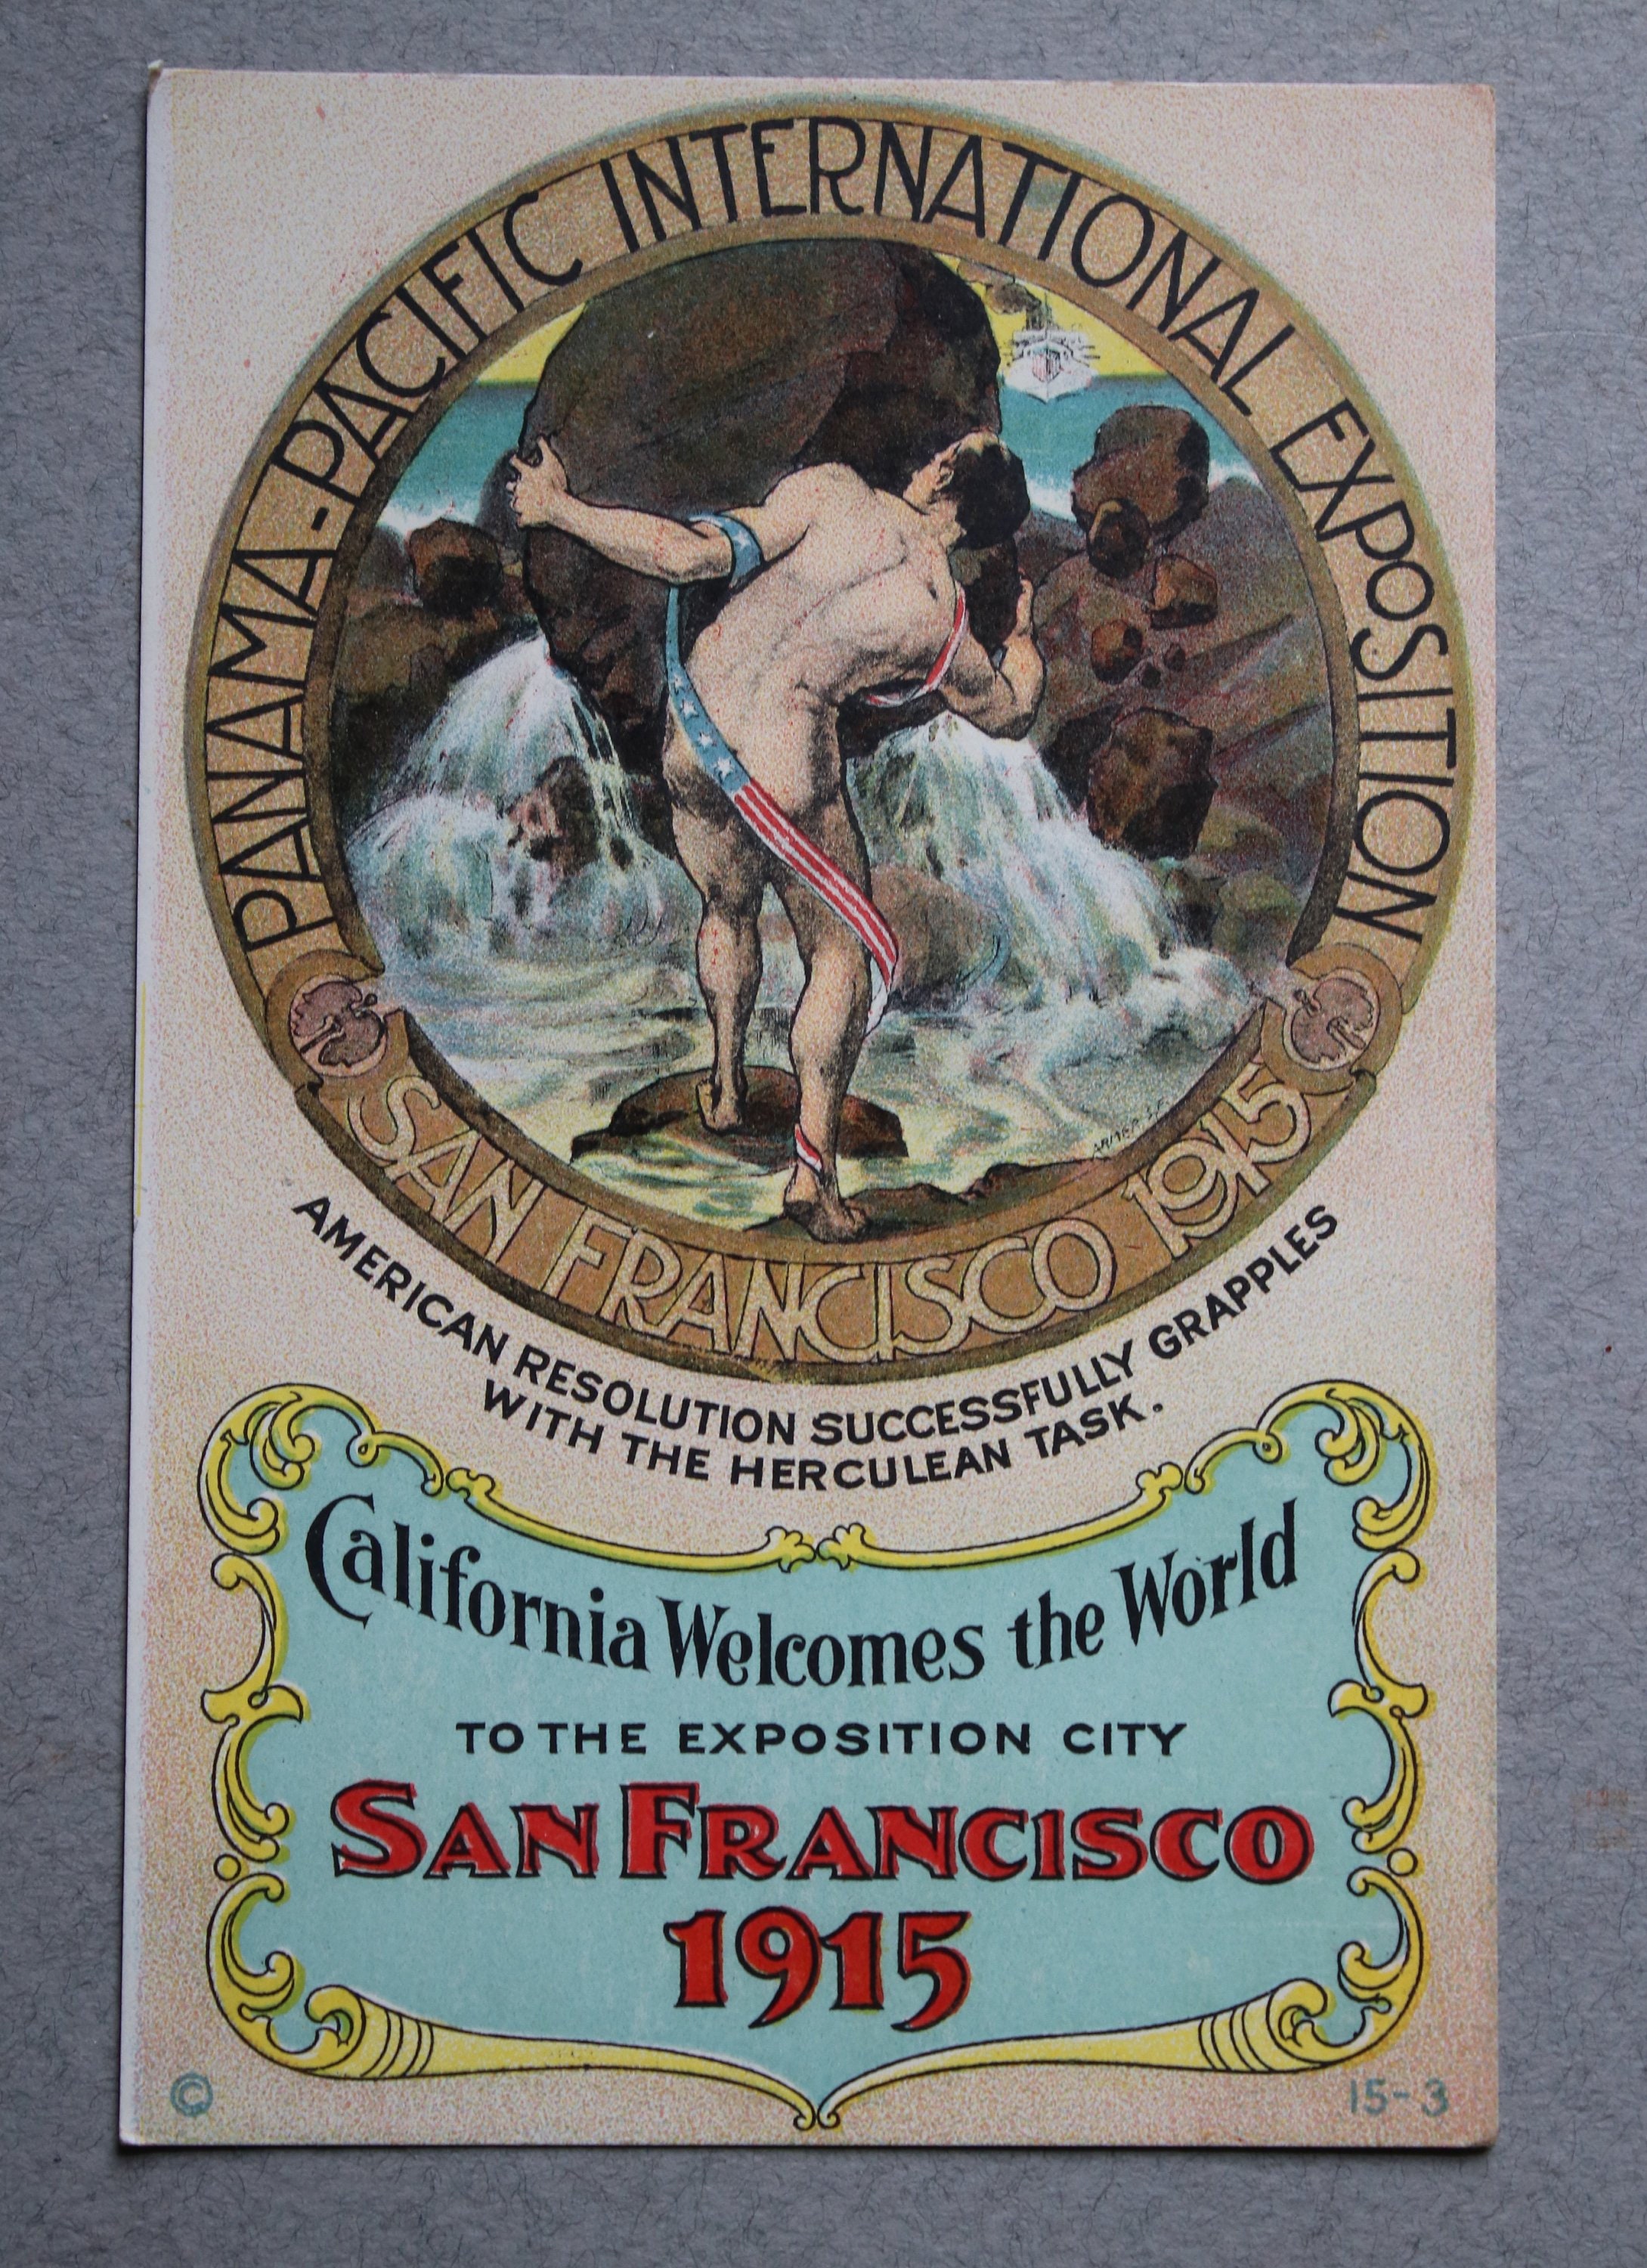 PANAMA-PACIFIC INTERNATIONAL EXPOSITION
SAN FRANCISCO 1915
AMERICAN RESOLUTION SUCCESSFULLY GRAPPLES
WITH THE HERCULEAN TASK.
California Welcomes the World
TO THE EXPOSITION CITY
SAN FRANCISCO
1915
© 15-3